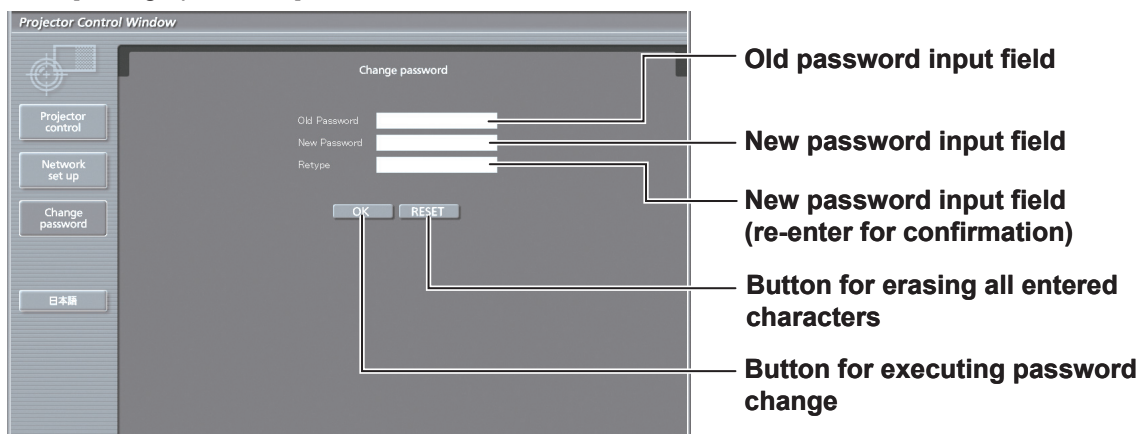 Projector Control Window
Change password
Projector
control
Network
set up
Change
password
日本語
Old Password
New Password
Retype
OK
RESET
Old password input field
New password input field
New password input field
(re-enter for confirmation)
Button for erasing all entered
characters
Button for executing password
change